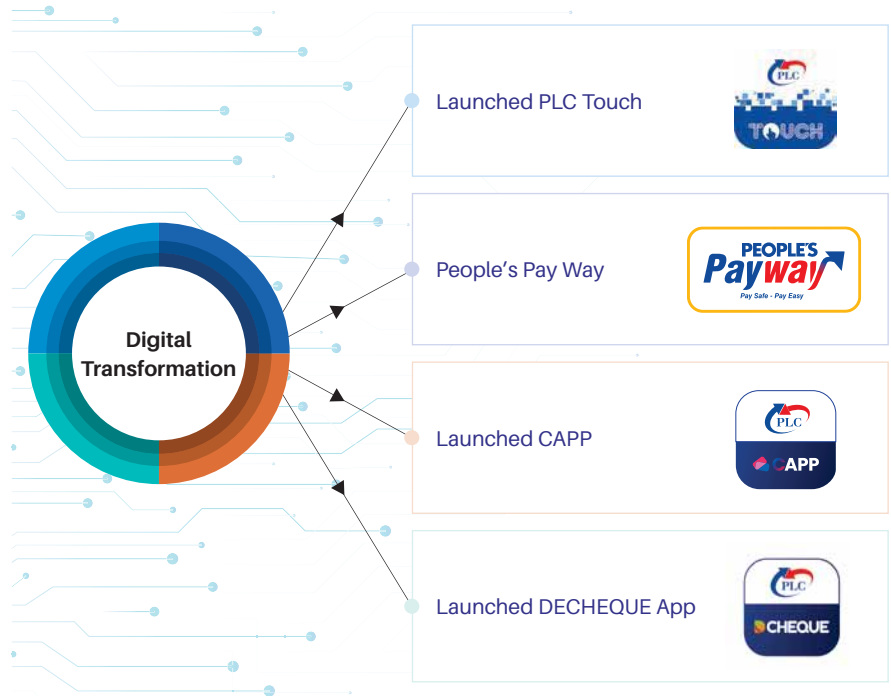 Digital
Transformation
Launched PLC Touch
PLC
TOUCH
People's Pay Way
PEOPLE'S
Payway
Pay Safe - Pay Easy
Launched CAPP
PLC
CAPP
Launched DECHEQUE App
PLC
DCHEQUE